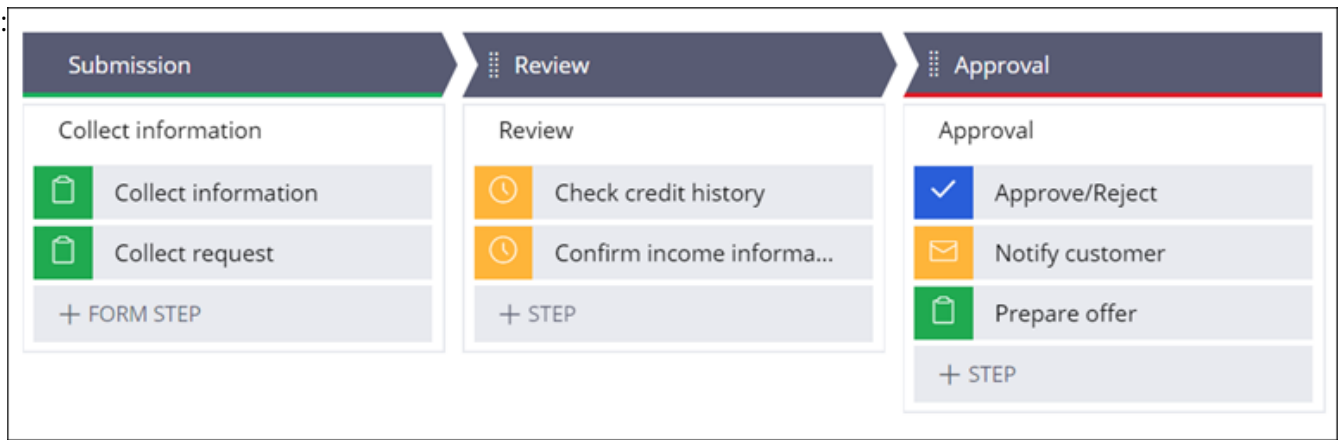 :
Submission
Review
Approval
Collect information
Collect information
Collect request
+ FORM STEP
Review
Check credit history
Confirm income informa...
+ STEP
Approval
Approve/Reject
Notify customer
Prepare offer
+ STEP